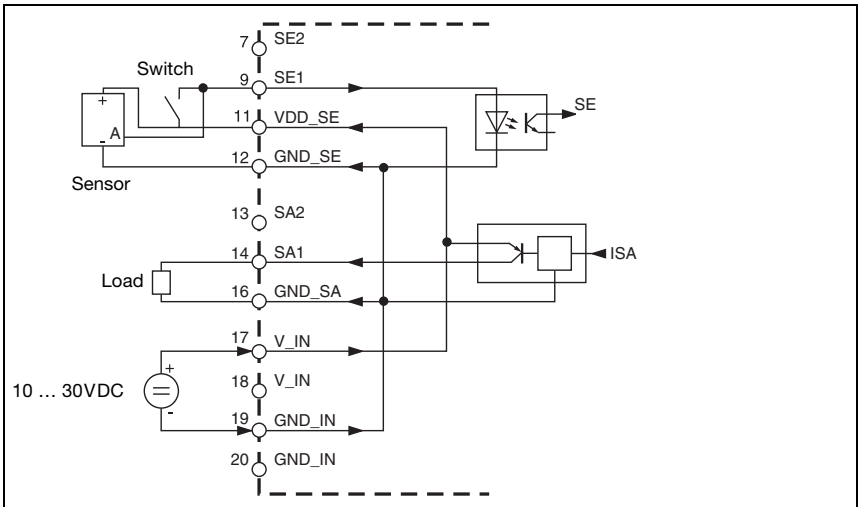 7 SE2
Switch
9 SE1
+
11 VDD_SE
SE
A
-
12 GND_SE
Sensor
13 SA2
14 SA1
ISA
Load
16 GND_SA
17 V_IN
+
10 … 30VDC
18 V_IN
-
19 GND_IN
20 GND_IN